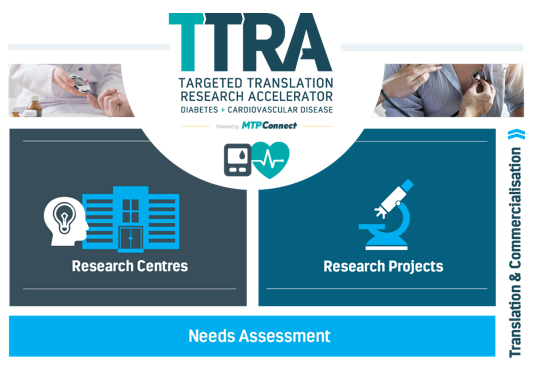 TTRA
TARGETED TRANSLATION
RESEARCH ACCELERATOR
DIABETES + CARDIOVASCULAR DISEASE
Powered by MTPConnect
Research Centres
Research Projects
Needs Assessment
Translation & Commercialisation